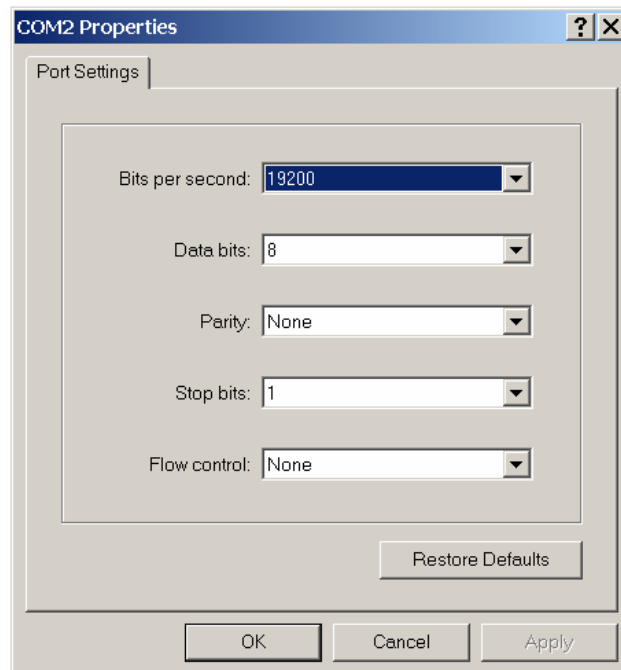 COM2 Properties
Port Settings
Bits per second: 19200
Data bits: 8
Parity: None
Stop bits: 1
Flow control: None
Restore Defaults
OK Cancel Apply